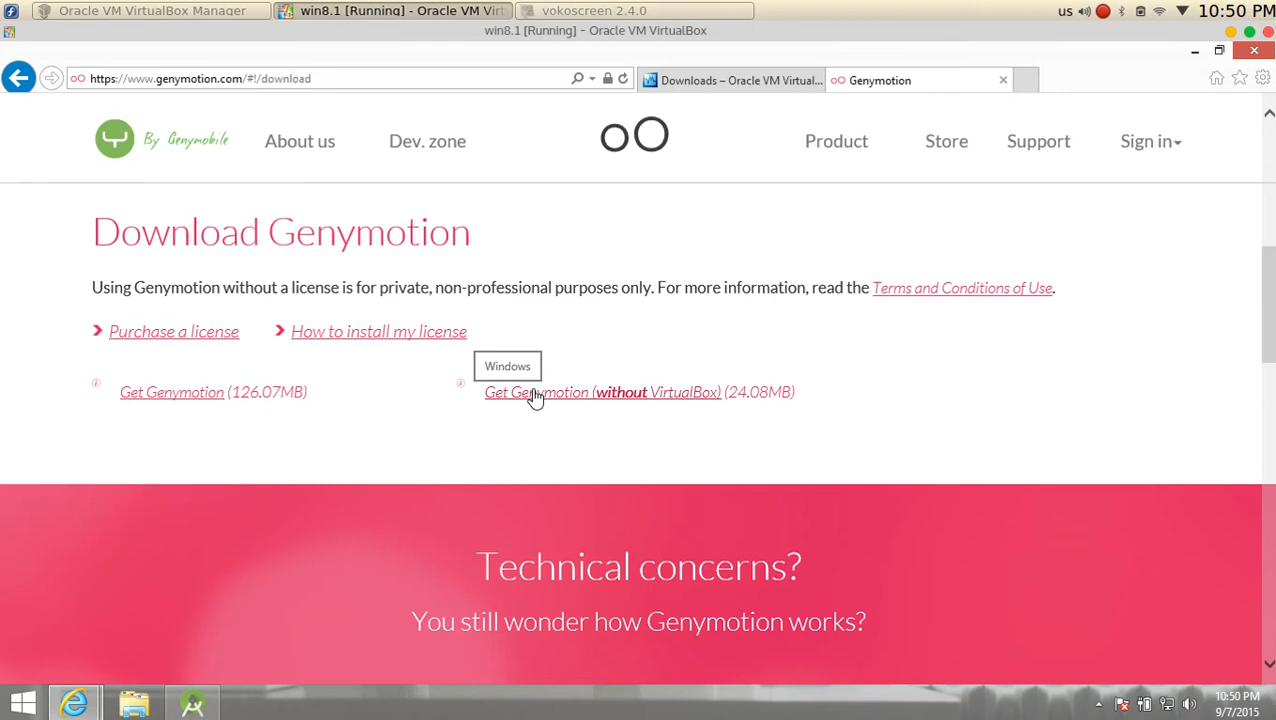 Oracle VM VirtualBox Manager
win8.1 [Running] - Oracle VM Virt
vokoscreen 2.4.0
us
10:50 PM
win8.1 [Running] - Oracle VM VirtualBox
https://www.genymotion.com/#!/download
Downloads – Oracle VM Virtual...
Genymotion
By Genymobile
About us
Dev. zone
Product
Store
Support
Sign in
Download Genymotion
Using Genymotion without a license is for private, non-professional purposes only. For more information, read the Terms and Conditions of Use.
Purchase a license
How to install my license
Windows
Get Genymotion (126.07MB)
Get Genymotion (without VirtualBox) (24.08MB)
Technical concerns?
You still wonder how Genymotion works?
10:50 PM
9/7/2015